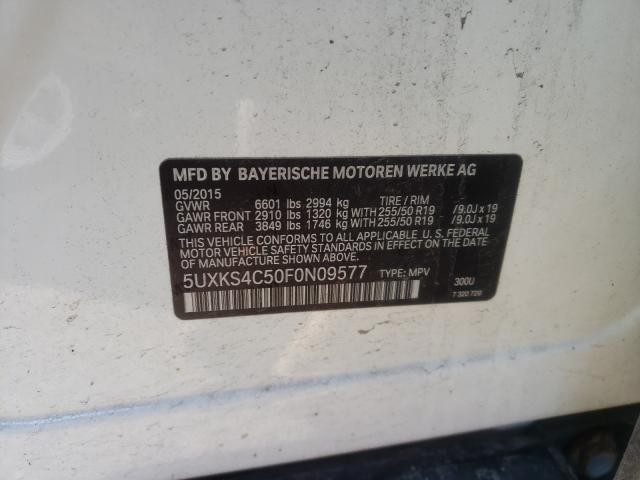 MFD BY BAYERISCHE MOTOREN WERKE AG
05/2015
GVWR 6601 lbs 2994 kg TIRE / RIM
GAWR FRONT 2910 lbs 1320 kg WITH 255/50 R19 /9.0J x 19
GAWR REAR 3849 lbs 1746 kg WITH 255/50 R19 /9.0J x 19
THIS VEHICLE CONFORMS TO ALL APPLICABLE U. S. FEDERAL
MOTOR VEHICLE SAFETY STANDARDS IN EFFECT ON THE DATE
OF MANUFACTURE SHOWN ABOVE.
5UXKS4C50F0N09577 TYPE: MPV 300U
7 320 729